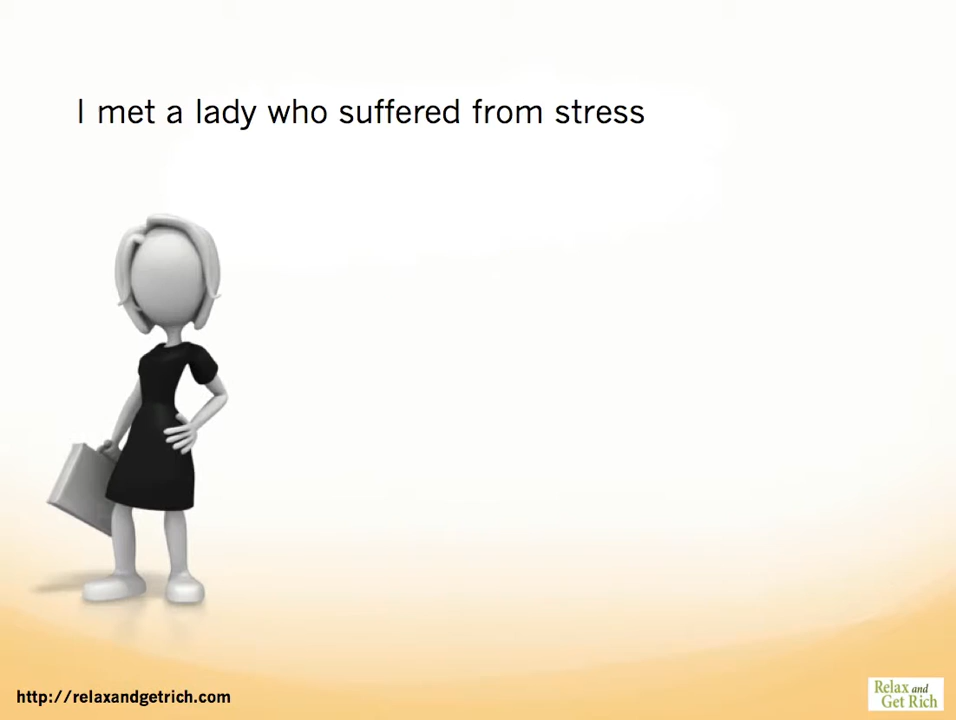 I met a lady who suffered from stress
http://relaxandgetrich.com
Relax and
Get Rich